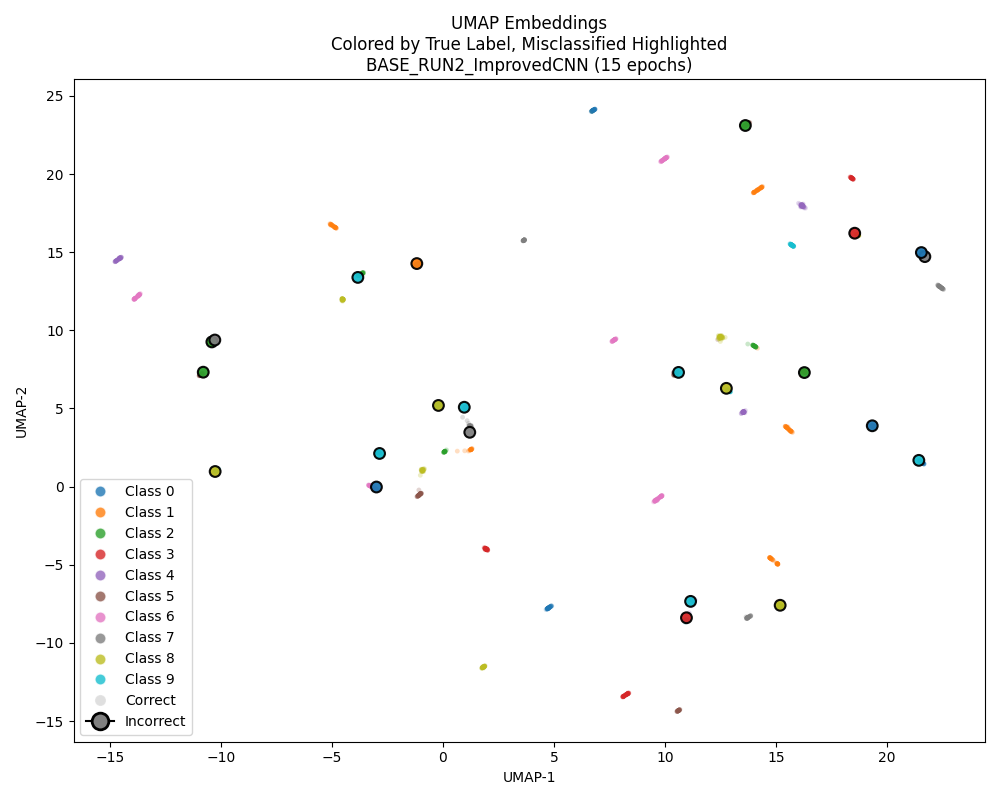 UMAP Embeddings
Colored by True Label, Misclassified Highlighted
BASE_RUN2_ImprovedCNN (15 epochs)
25
20
15
10
5
0
−5
−10
−15
UMAP-2
Class 0
Class 1
Class 2
Class 3
Class 4
Class 5
Class 6
Class 7
Class 8
Class 9
Correct
Incorrect
−15 −10 −5 0 5 10 15 20
UMAP-1